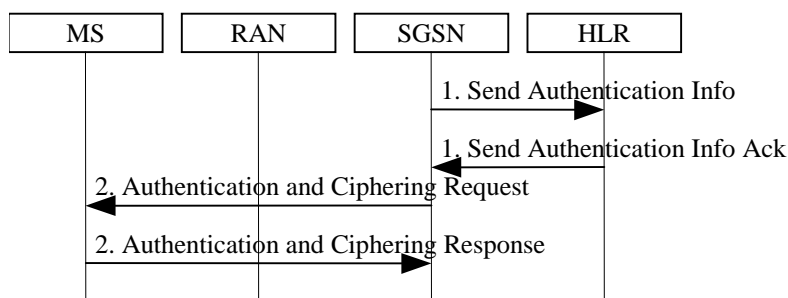 MS RAN SGSN HLR
1. Send Authentication Info
1. Send Authentication Info Ack
2. Authentication and Ciphering Request
2. Authentication and Ciphering Response